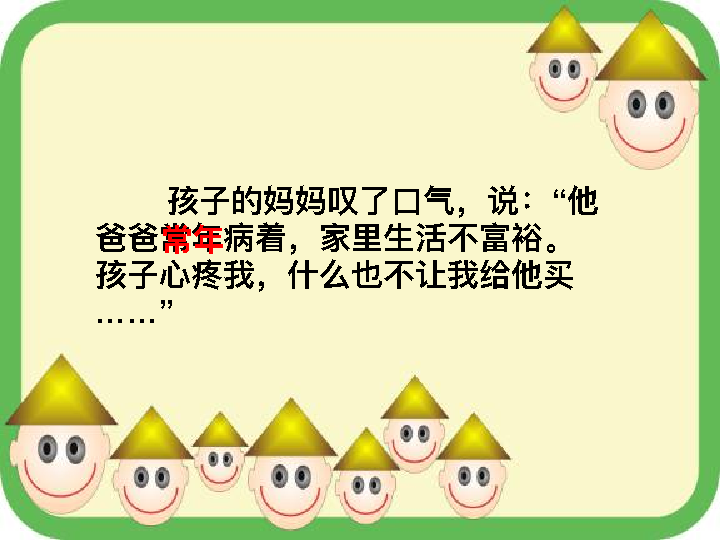 孩子的妈妈叹了口气，说：“他
爸爸常年病着，家里生活不富裕。
孩子心疼我，什么也不让我给他买
……”